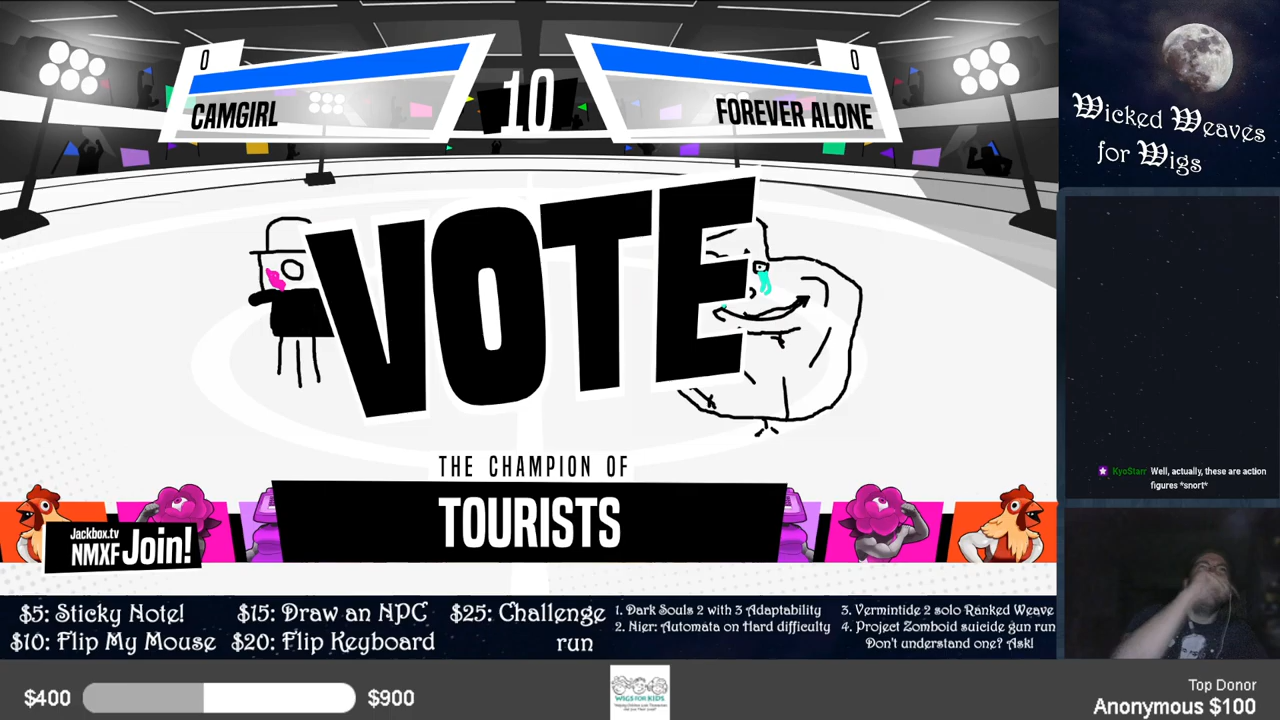 0
CAMGIRL
10
0
FOREVER ALONE
VOTE
THE CHAMPION OF
TOURISTS
Jackbox.tv
NMXF Join!
Wicked Weaves
for Wigs
KyoStarr Well, actually, these are action
figures *snort*
$5: Sticky Note!
$10: Flip My Mouse
$15: Draw an NPC
$20: Flip Keyboard
$25: Challenge
run
1. Dark Souls 2 with 3 Adaptability
2. Nier: Automata on Hard difficulty
3. Vermintide 2 solo Ranked Weave
4. Project Zomboid suicide gun run
Don't understand one? Ask!
$400
$900
WIGS FOR KIDS
Top Donor
Anonymous $100